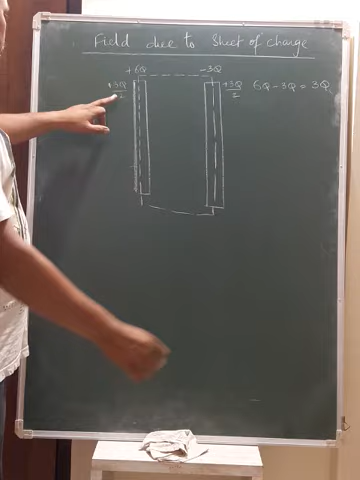 Field due to Sheet of charge
+6Q -3Q
+3Q/2 +3Q/2 6Q - 3Q = 3Q